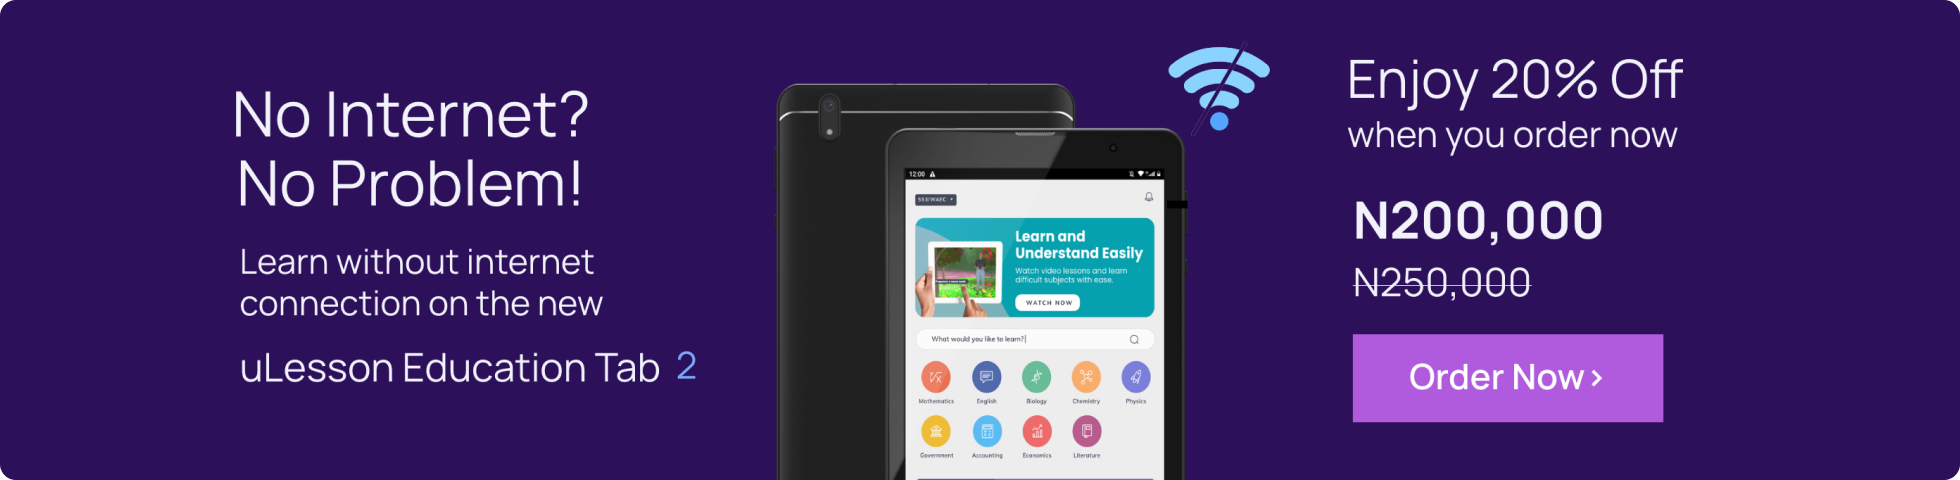 No Internet?
No Problem!
Learn without internet
connection on the new
uLesson Education Tab 2
12:00
SS3/WAEC
Learn and
Understand Easily
Watch video lessons and learn
difficult subjects with ease.
WATCH NOW
What would you like to learn?
Mathematics English Biology Chemistry Physics
Government Accounting Economics Literature
Enjoy 20% Off
when you order now
N200,000
N250,000
Order Now >